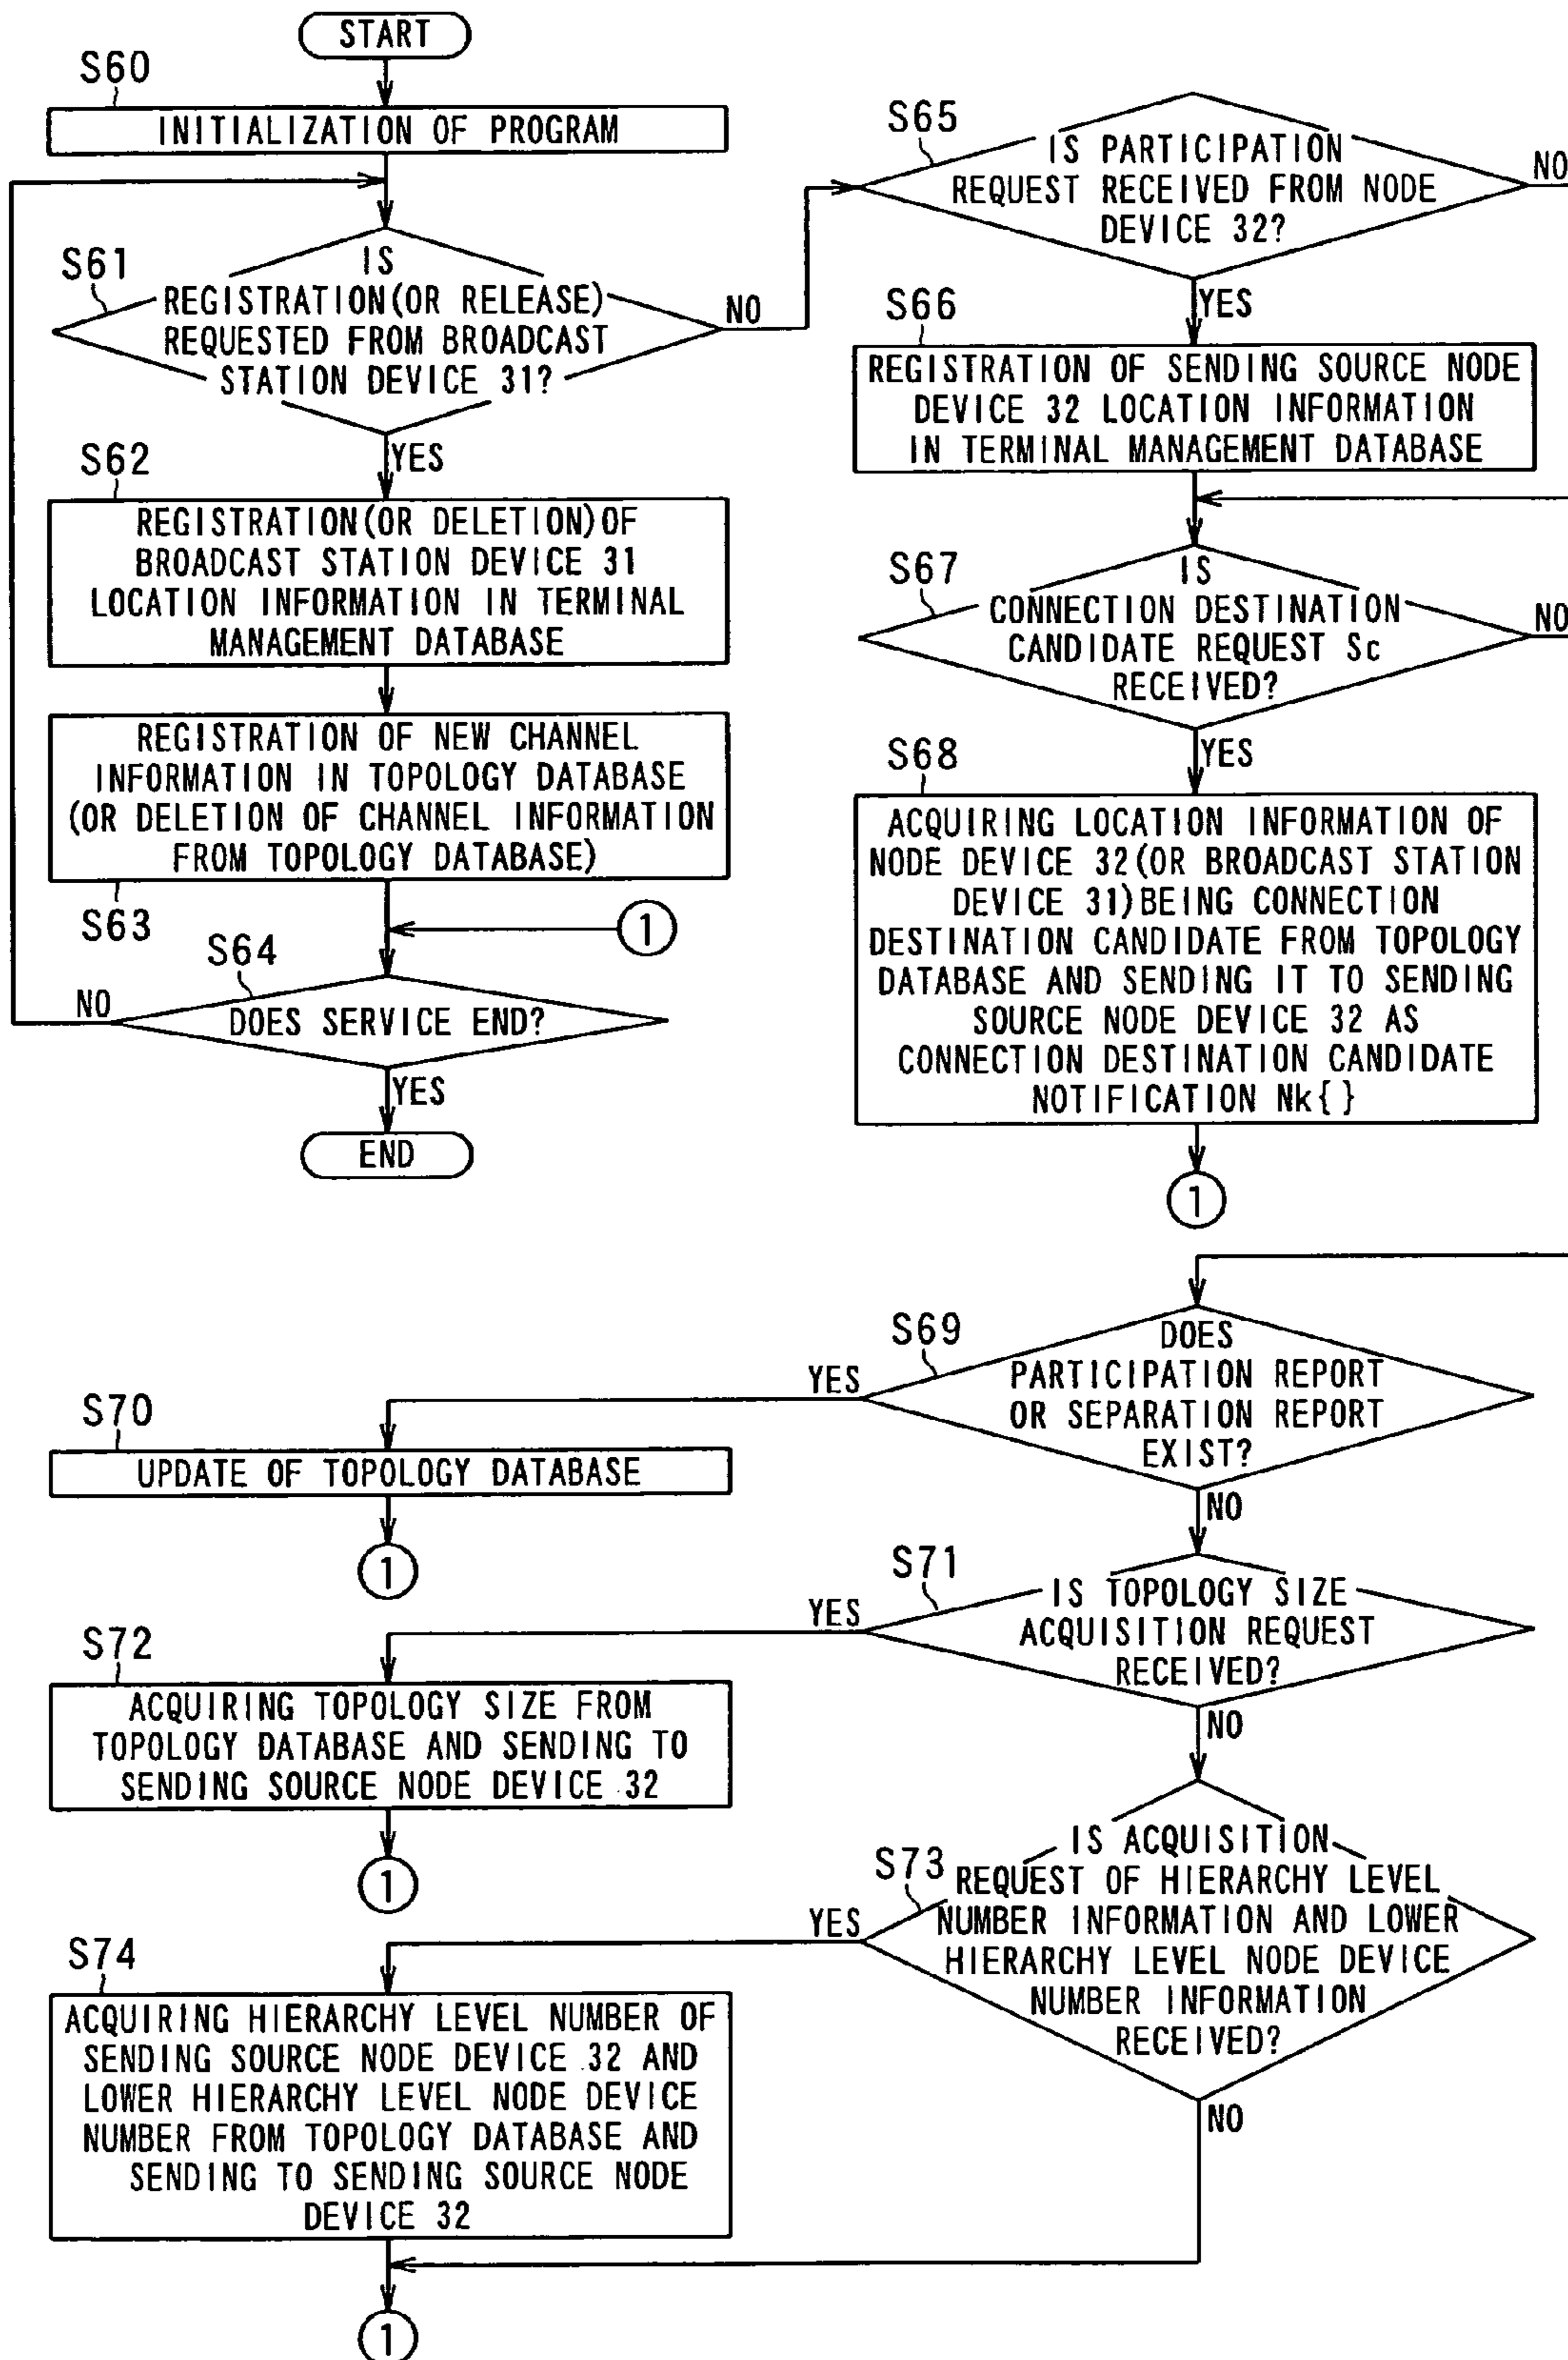 START
S60
INITIALIZATION OF PROGRAM
S61
IS
REGISTRATION(OR RELEASE)
REQUESTED FROM BROADCAST
STATION DEVICE 31?
NO
YES
S62
REGISTRATION(OR DELETION)OF
BROADCAST STATION DEVICE 31
LOCATION INFORMATION IN TERMINAL
MANAGEMENT DATABASE
REGISTRATION OF NEW CHANNEL
INFORMATION IN TOPOLOGY DATABASE
(OR DELETION OF CHANNEL INFORMATION
FROM TOPOLOGY DATABASE)
S63
1
S64
NO
DOES SERVICE END?
YES
END
S65
IS PARTICIPATION
REQUEST RECEIVED FROM NODE
DEVICE 32?
NO
YES
S66
REGISTRATION OF SENDING SOURCE NODE
DEVICE 32 LOCATION INFORMATION
IN TERMINAL MANAGEMENT DATABASE
S67
IS
CONNECTION DESTINATION
CANDIDATE REQUEST Sc
RECEIVED?
NO
YES
S68
ACQUIRING LOCATION INFORMATION OF
NODE DEVICE 32(OR BROADCAST STATION
DEVICE 31)BEING CONNECTION
DESTINATION CANDIDATE FROM TOPOLOGY
DATABASE AND SENDING IT TO SENDING
SOURCE NODE DEVICE 32 AS
CONNECTION DESTINATION CANDIDATE
NOTIFICATION Nk{}
1
S69
DOES
PARTICIPATION REPORT
OR SEPARATION REPORT
EXIST?
YES
NO
S70
UPDATE OF TOPOLOGY DATABASE
1
S71
IS TOPOLOGY SIZE
ACQUISITION REQUEST
RECEIVED?
YES
NO
S72
ACQUIRING TOPOLOGY SIZE FROM
TOPOLOGY DATABASE AND SENDING TO
SENDING SOURCE NODE DEVICE 32
1
S73
IS ACQUISITION
REQUEST OF HIERARCHY LEVEL
NUMBER INFORMATION AND LOWER
HIERARCHY LEVEL NODE DEVICE
NUMBER INFORMATION
RECEIVED?
YES
NO
S74
ACQUIRING HIERARCHY LEVEL NUMBER OF
SENDING SOURCE NODE DEVICE 32 AND
LOWER HIERARCHY LEVEL NODE DEVICE
NUMBER FROM TOPOLOGY DATABASE AND
SENDING TO SENDING SOURCE NODE
DEVICE 32
1